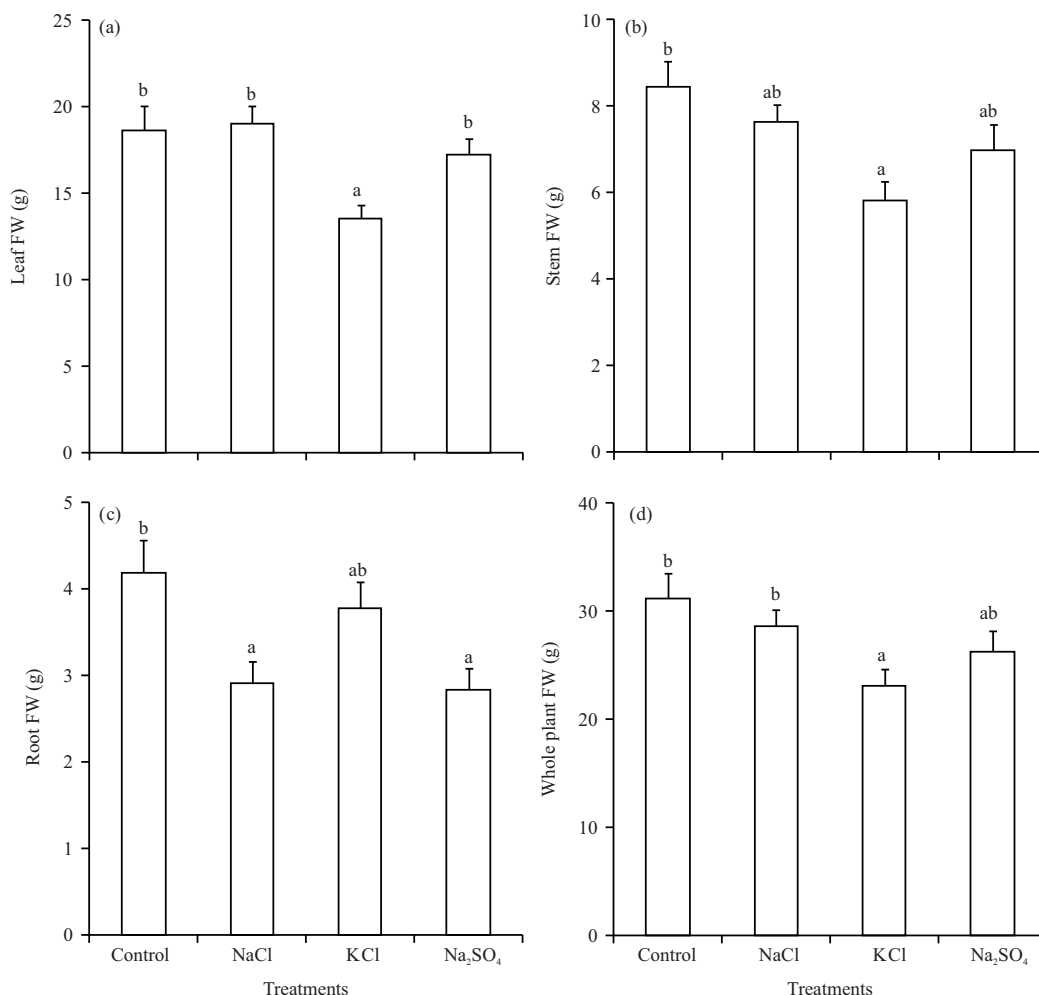 (a)
25
20
15
10
5
0
Leaf FW (g)
b
b
a
b
(b)
10
8
6
4
2
0
Stem FW (g)
b
ab
a
ab
(c)
5
4
3
2
1
0
Root FW (g)
b
a
ab
a
Control NaCl KCl Na₂SO₄
Treatments
(d)
40
30
20
10
0
Whole plant FW (g)
b
b
a
ab
Control NaCl KCl Na₂SO₄
Treatments